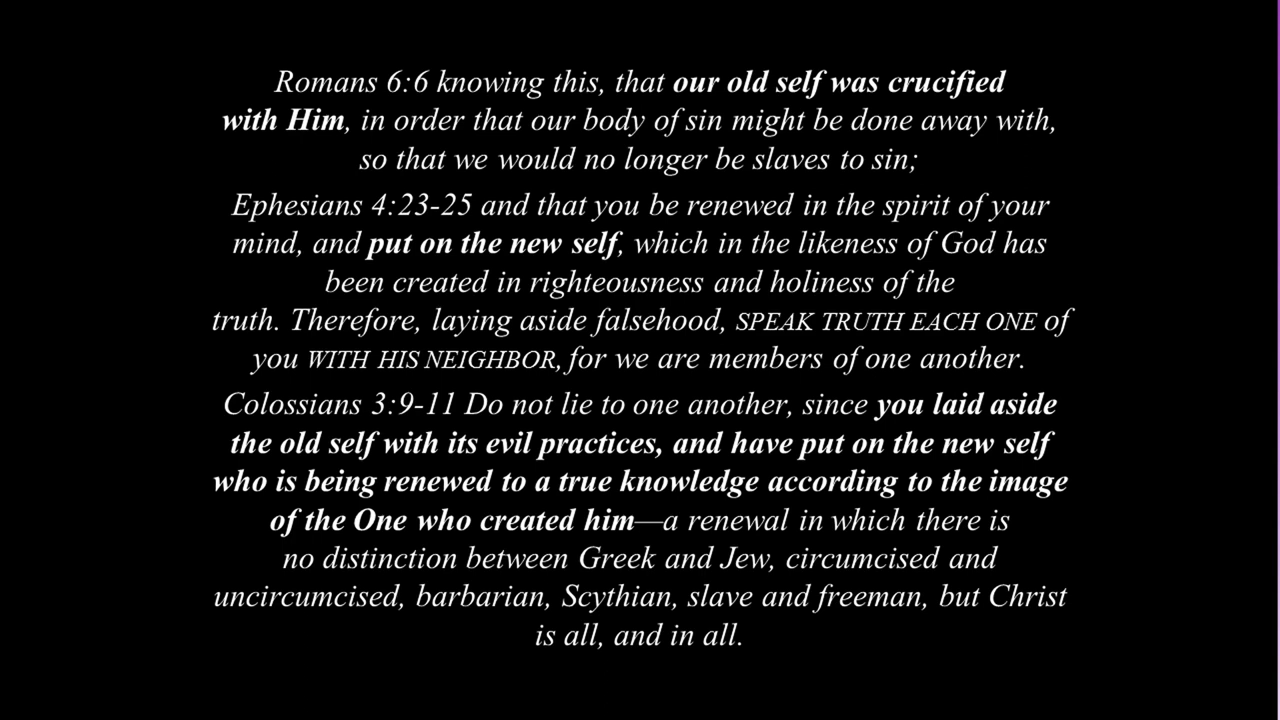 Romans 6:6 knowing this, that our old self was crucified
with Him, in order that our body of sin might be done away with,
so that we would no longer be slaves to sin;
Ephesians 4:23-25 and that you be renewed in the spirit of your
mind, and put on the new self, which in the likeness of God has
been created in righteousness and holiness of the
truth. Therefore, laying aside falsehood, SPEAK TRUTH EACH ONE of
you WITH HIS NEIGHBOR, for we are members of one another.
Colossians 3:9-11 Do not lie to one another, since you laid aside
the old self with its evil practices, and have put on the new self
who is being renewed to a true knowledge according to the image
of the One who created him—a renewal in which there is
no distinction between Greek and Jew, circumcised and
uncircumcised, barbarian, Scythian, slave and freeman, but Christ
is all, and in all.